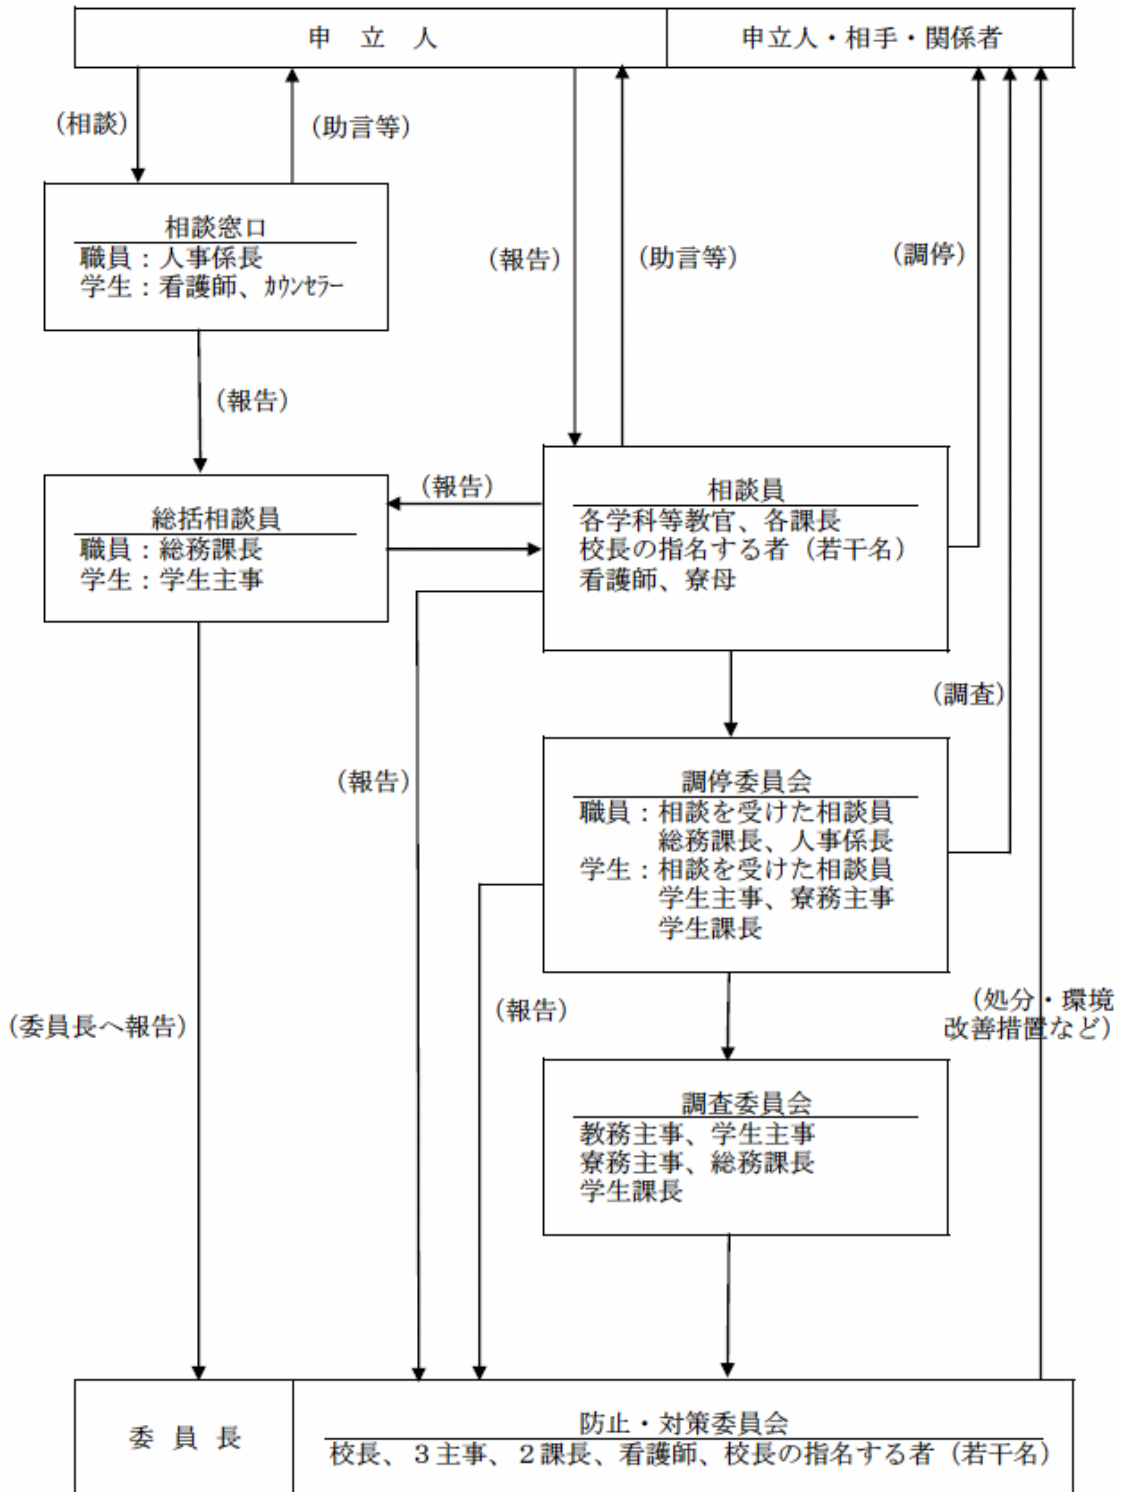 申　立　人
申立人・相手・関係者
（相談）
（助言等）
相談窓口
職員：人事係長
学生：看護師、ｶｳﾝｾﾗｰ
（報告）
（助言等）
（調停）
（報告）
総括相談員
職員：総務課長
学生：学生主事
（報告）
相談員
各学科等教官、各課長
校長の指名する者（若干名）
看護師、寮母
（調査）
（報告）
調停委員会
職員：相談を受けた相談員
総務課長、人事係長
学生：相談を受けた相談員
学生主事、寮務主事
学生課長
（委員長へ報告）
（報告）
（処分・環境
改善措置など）
調査委員会
教務主事、学生主事
寮務主事、総務課長
学生課長
委　員　長
防止・対策委員会
校長、３主事、２課長、看護師、校長の指名する者（若干名）